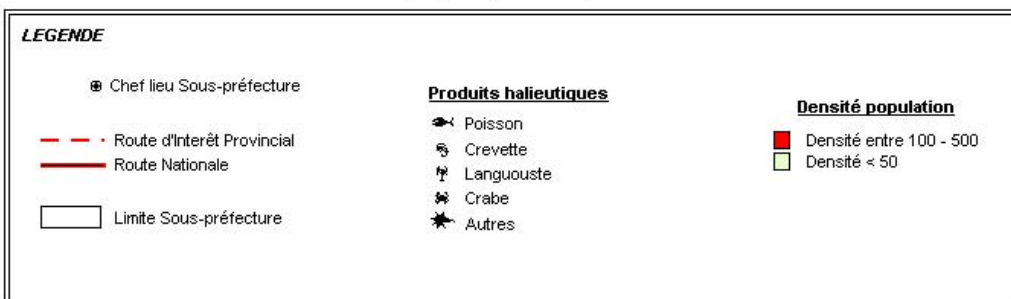 LEGENDE
Chef lieu Sous-préfecture
Route d'Interêt Provincial
Route Nationale
Limite Sous-préfecture
Produits halieutiques
Poisson
Crevette
Languouste
Crabe
Autres
Densité population
Densité entre 100 - 500
Densité < 50